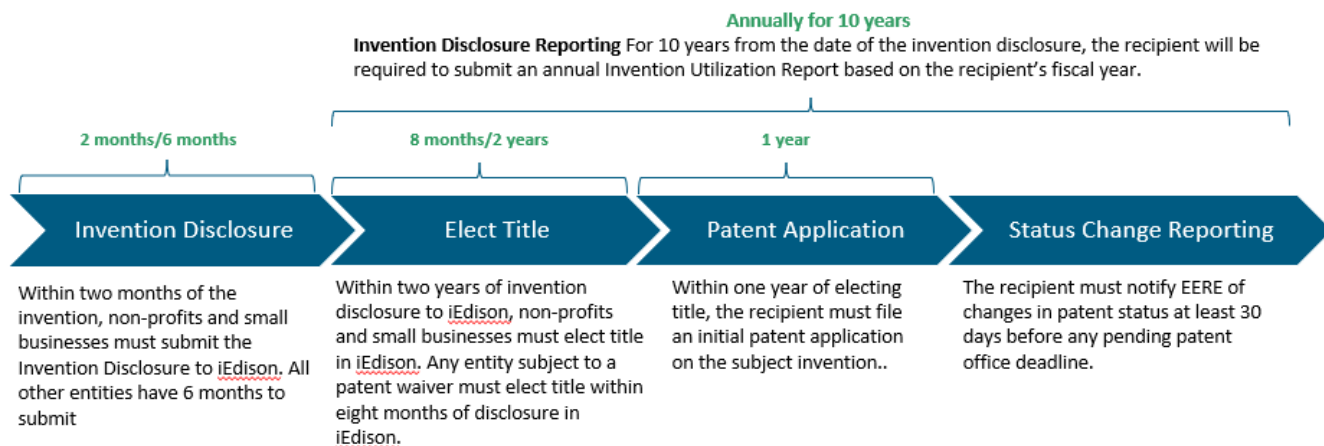 Annually for 10 years
Invention Disclosure Reporting For 10 years from the date of the invention disclosure, the recipient will be
required to submit an annual Invention Utilization Report based on the recipient's fiscal year.
2 months/6 months
8 months/2 years
1 year
Invention Disclosure
Elect Title
Patent Application
Status Change Reporting
Within two months of the
invention, non-profits and small
businesses must submit the
Invention Disclosure to iEdison. All
other entities have 6 months to
submit
Within two years of invention
disclosure to iEdison, non-profits
and small businesses must elect title
in iEdison. Any entity subject to a
patent waiver must elect title within
eight months of disclosure in
iEdison.
Within one year of electing
title, the recipient must file
an initial patent application
on the subject invention..
The recipient must notify EERE of
changes in patent status at least 30
days before any pending patent
office deadline.